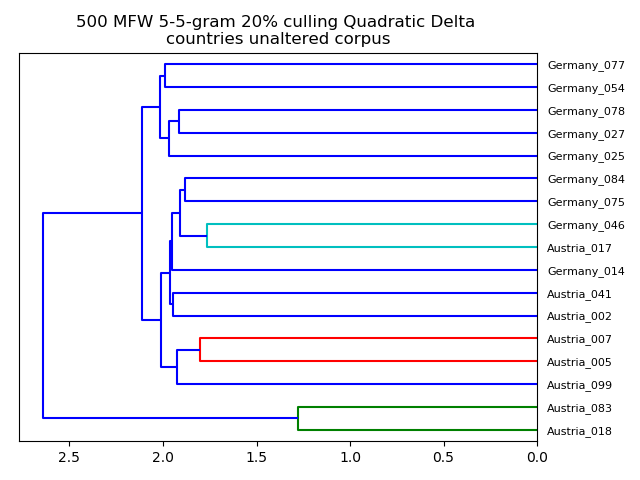 500 MFW 5-5-gram 20% culling Quadratic Delta
countries unaltered corpus
Germany_077
Germany_054
Germany_078
Germany_027
Germany_025
Germany_084
Germany_075
Germany_046
Austria_017
Germany_014
Austria_041
Austria_002
Austria_007
Austria_005
Austria_099
Austria_083
Austria_018
2.5 2.0 1.5 1.0 0.5 0.0